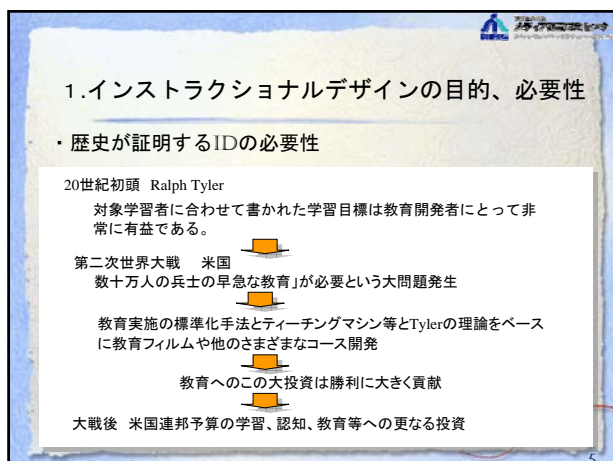 1.インストラクショナルデザインの目的、必要性
・歴史が証明するIDの必要性
20世紀初頭 Ralph Tyler
対象学習者に合わせて書かれた学習目標は教育開発者にとって非
常に有益である。
第二次世界大戦 米国
数十万人の兵士の早急な教育」が必要という大問題発生
教育実施の標準化手法とティーチングマシン等とTylerの理論をベース
に教育フィルムや他のさまざまなコース開発
教育へのこの大投資は勝利に大きく貢献
大戦後 米国連邦予算の学習、認知、教育等への更なる投資
5